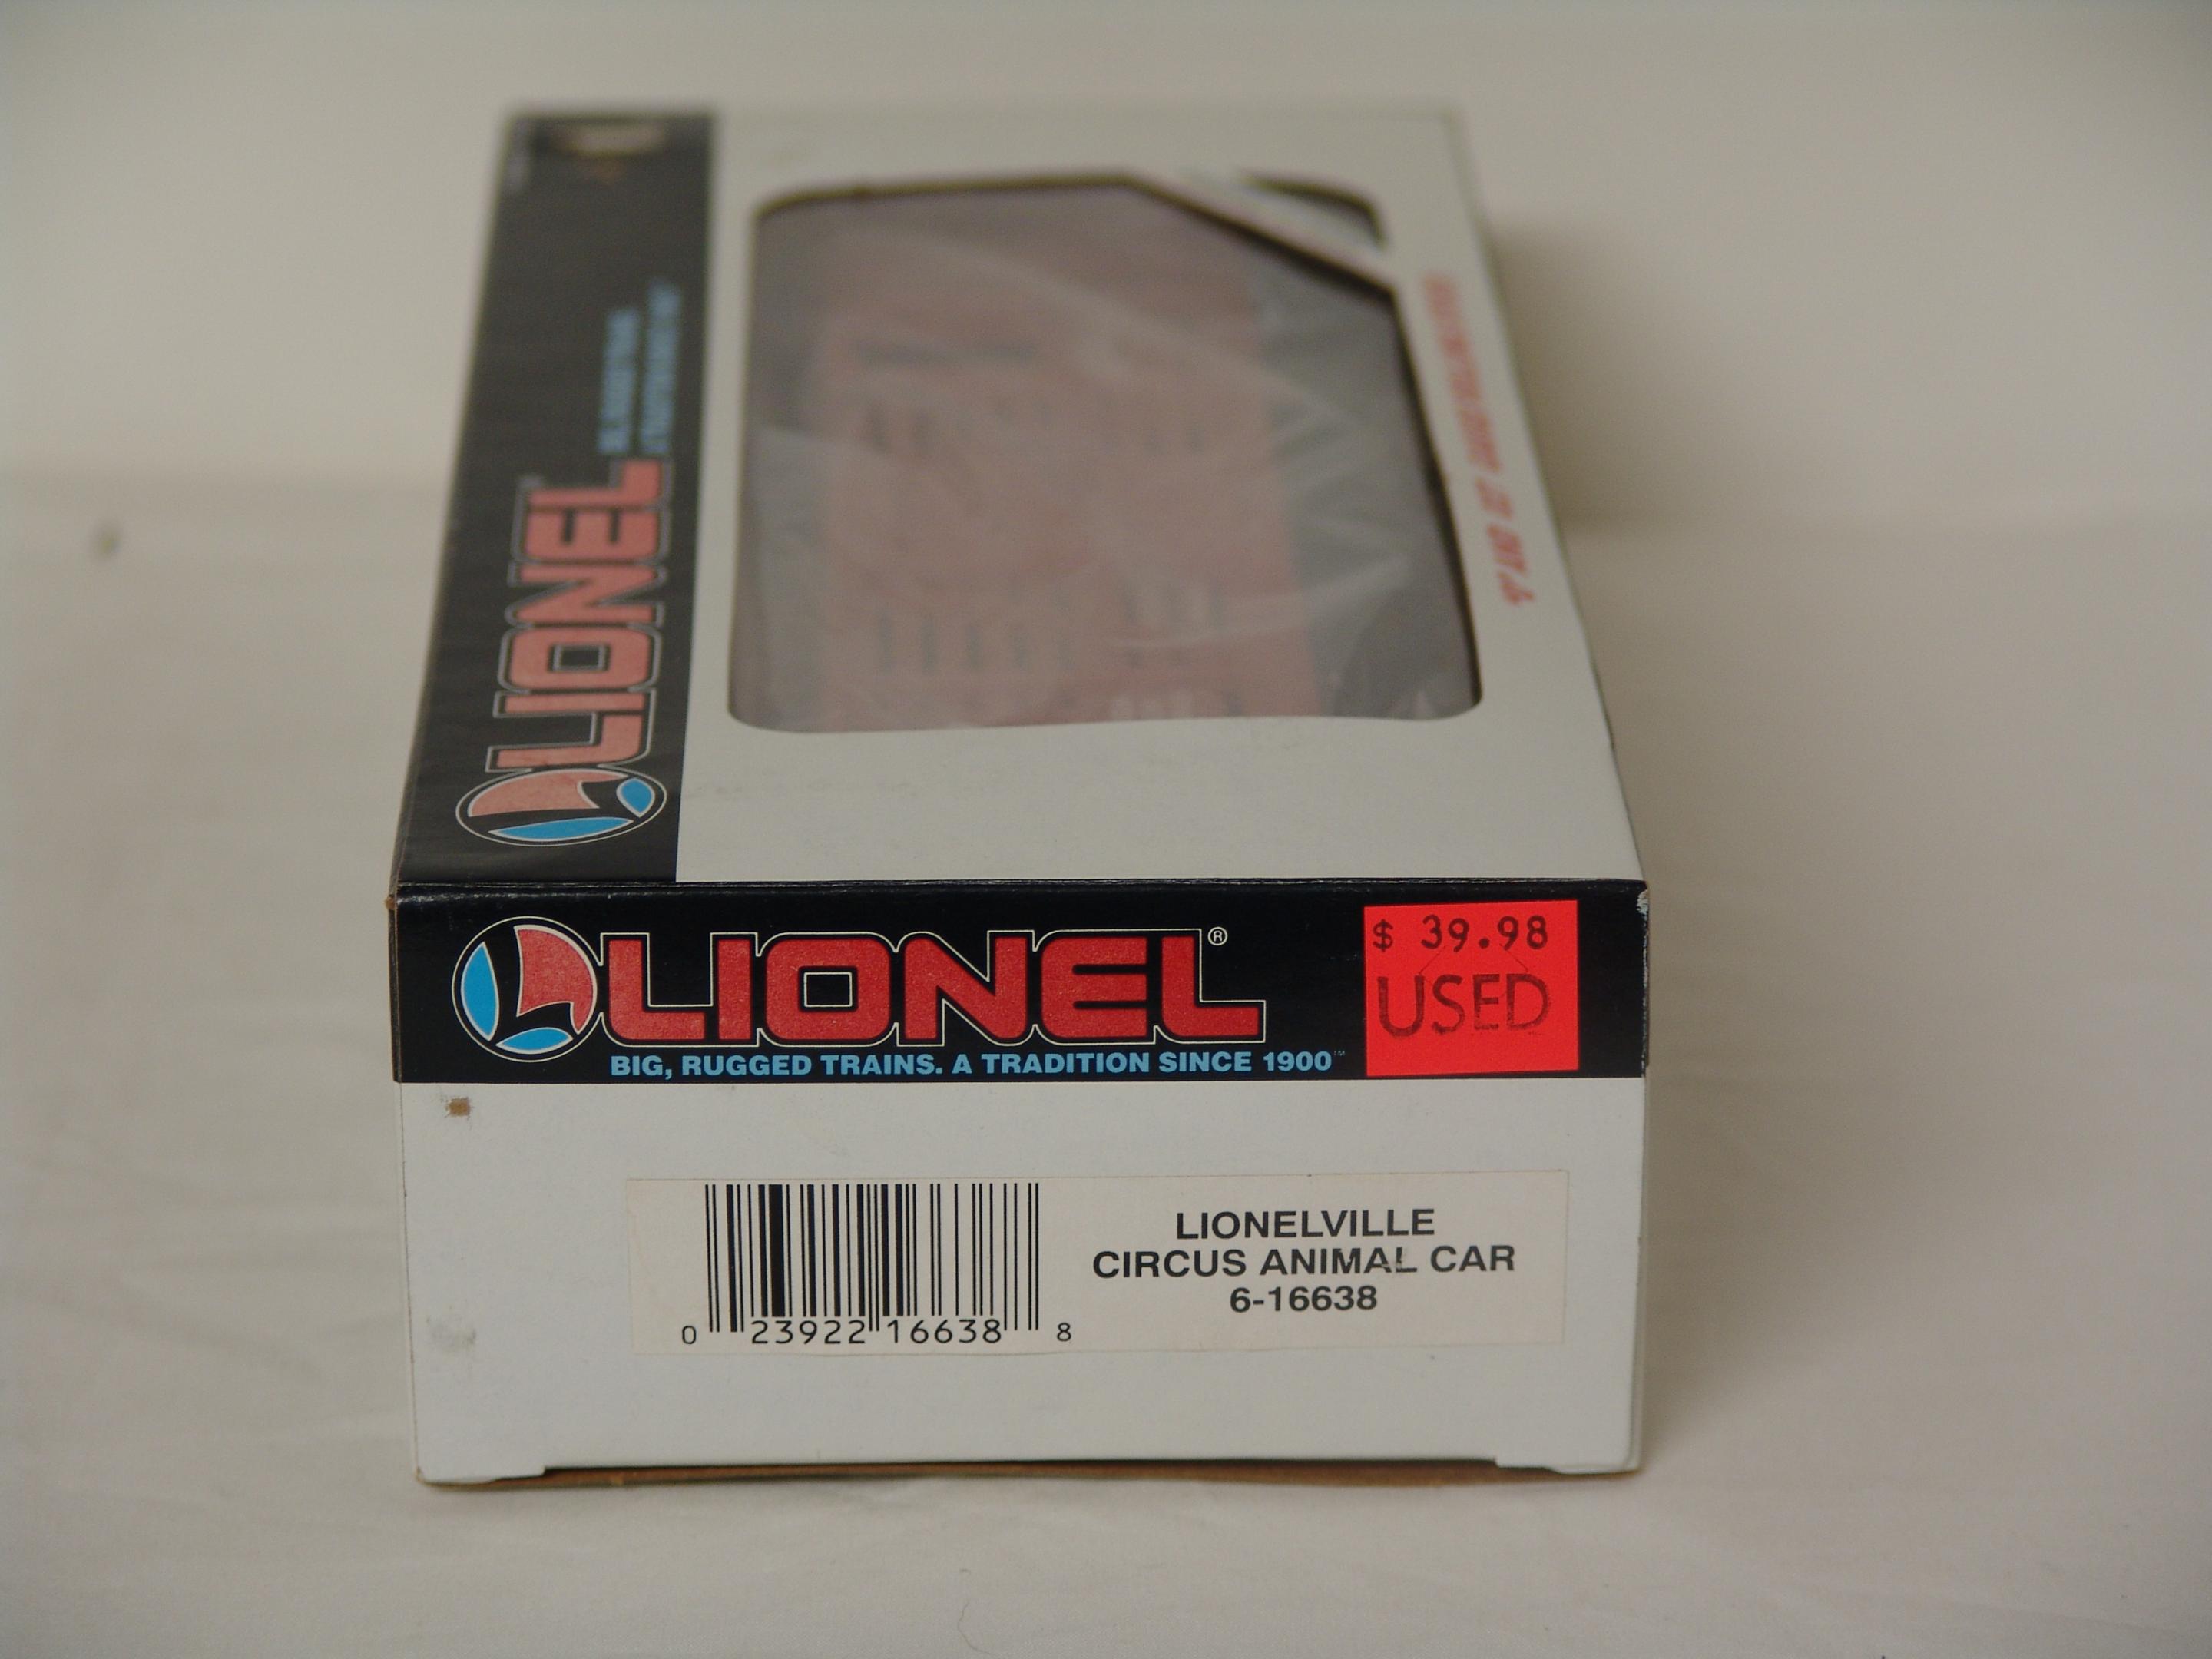 LIONEL
LIONEL®
BIG, RUGGED TRAINS. A TRADITION SINCE 1900™
$ 39.98
USED
LIONELVILLE
CIRCUS ANIMAL CAR
6-16638
0 23922 16638 8